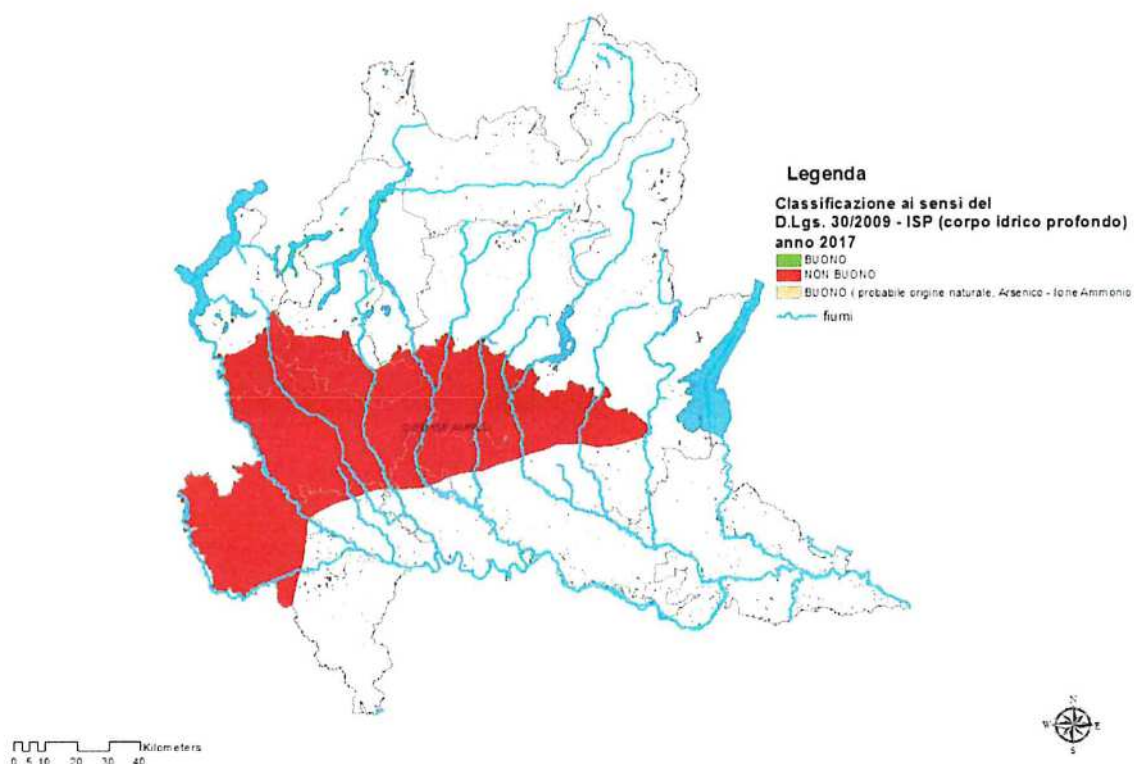 Legenda
Classificazione ai sensi del
D.Lgs. 30/2009 - ISP (corpo idrico profondo)
anno 2017
BUONO
NON BUONO
BUONO ( probabile origine naturale, Arsenico - Ione Ammonio
fiumi
N
W E
S
Kilometers
0 5 10 20 30 40